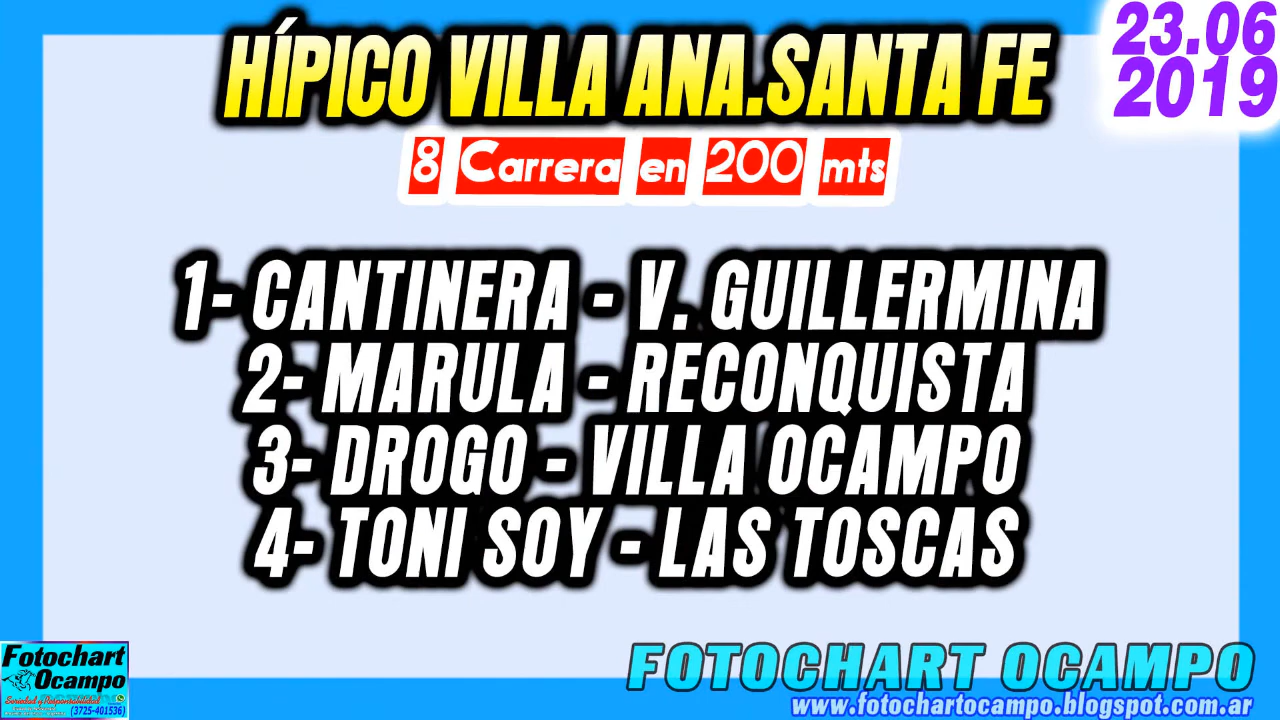 HÍPICO VILLA ANA.SANTA FE
23.06
2019
8 Carrera en 200 mts
1- CANTINERA - V. GUILLERMINA
2- MARULA - RECONQUISTA
3- DROGO - VILLA OCAMPO
4- TONI SOY - LAS TOSCAS
Fotochart
Ocampo
Seriedad y Responsabilidad
(3725-401536)
FOTOCHART OCAMPO
www.fotochartocampo.blogspot.com.ar